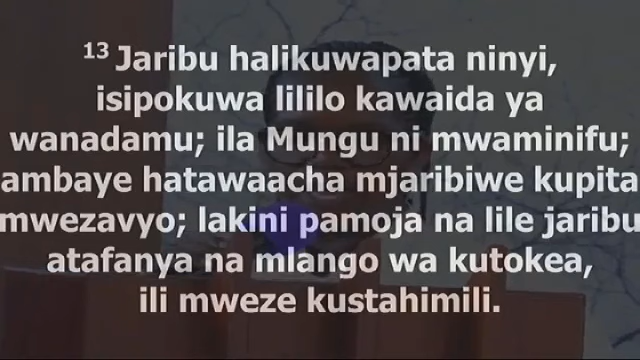 13 Jaribu halikuwapata ninyi,
isipokuwa lililo kawaida ya
wanadamu; ila Mungu ni mwaminifu;
ambaye hatawaacha mjaribiwe kupita
mwezavyo; lakini pamoja na lile jaribu
atafanya na mlango wa kutokea,
ili mweze kustahimili.